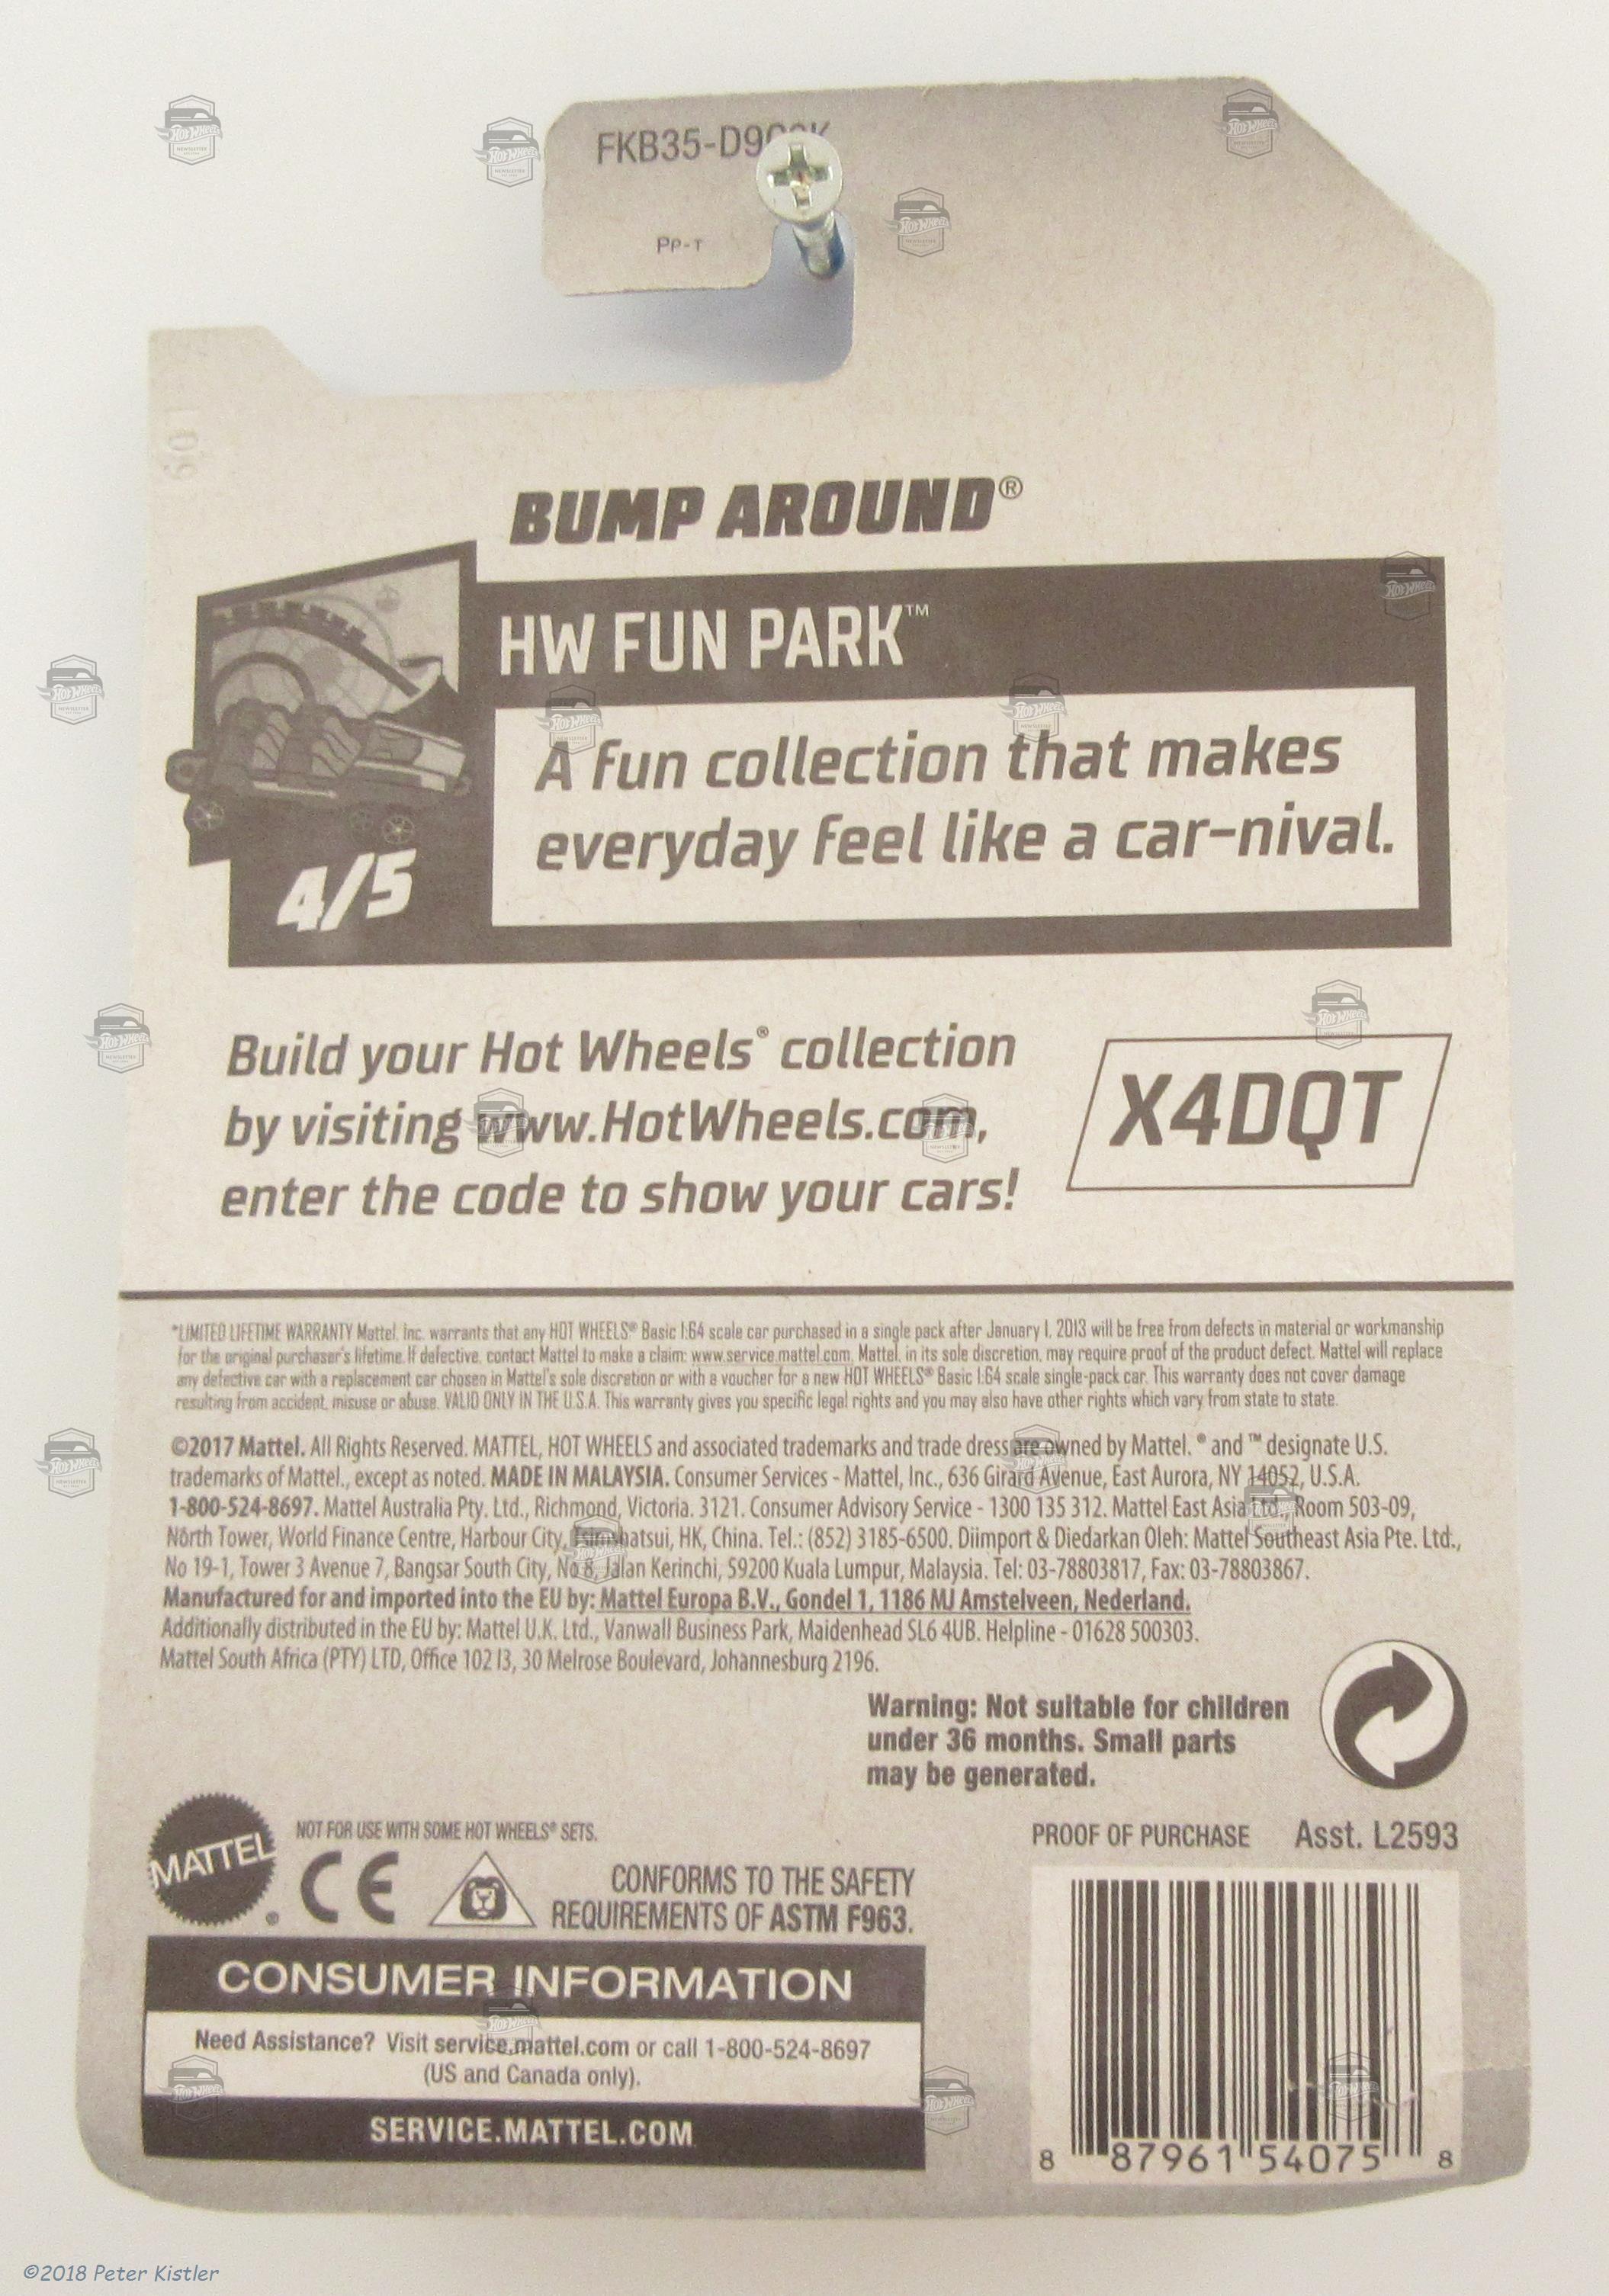 FKB35-D9
Pp-T
BUMP AROUND®
HW FUN PARK™
A fun collection that makes
everyday feel like a car-nival.
4/5
Build your Hot Wheels® collection
by visiting www.HotWheels.com,
enter the code to show your cars!
X4DQT
*LIMITED LIFETIME WARRANTY Mattel, Inc. warrants that any HOT WHEELS® Basic 1:64 scale car purchased in a single pack after January 1, 2013 will be free from defects in material or workmanship
for the original purchaser's lifetime. If defective, contact Mattel to make a claim: www.service.mattel.com. Mattel, in its sole discretion, may require proof of the product defect. Mattel will replace
any defective car with a replacement car chosen in Mattel's sole discretion or with a voucher for a new HOT WHEELS® Basic 1:64 scale single-pack car. This warranty does not cover damage
resulting from accident, misuse or abuse. VALID ONLY IN THE U.S.A. This warranty gives you specific legal rights and you may also have other rights which vary from state to state.
©2017 Mattel. All Rights Reserved. MATTEL, HOT WHEELS and associated trademarks and trade dress are owned by Mattel. ® and ™ designate U.S.
trademarks of Mattel., except as noted. MADE IN MALAYSIA. Consumer Services - Mattel, Inc., 636 Girard Avenue, East Aurora, NY 14052, U.S.A.
1-800-524-8697. Mattel Australia Pty. Ltd., Richmond, Victoria. 3121. Consumer Advisory Service - 1300 135 312. Mattel East Asia Ltd., Room 503-09,
North Tower, World Finance Centre, Harbour City, Tsimshatsui, HK, China. Tel.: (852) 3185-6500. Diimport & Diedarkan Oleh: Mattel Southeast Asia Pte. Ltd.,
No 19-1, Tower 3 Avenue 7, Bangsar South City, No 8, Jalan Kerinchi, 59200 Kuala Lumpur, Malaysia. Tel: 03-78803817, Fax: 03-78803867.
Manufactured for and imported into the EU by: Mattel Europa B.V., Gondel 1, 1186 MJ Amstelveen, Nederland.
Additionally distributed in the EU by: Mattel U.K. Ltd., Vanwall Business Park, Maidenhead SL6 4UB. Helpline - 01628 500303.
Mattel South Africa (PTY) LTD, Office 102 I3, 30 Melrose Boulevard, Johannesburg 2196.
Warning: Not suitable for children
under 36 months. Small parts
may be generated.
MATTEL
NOT FOR USE WITH SOME HOT WHEELS® SETS.
CE
CONFORMS TO THE SAFETY
REQUIREMENTS OF ASTM F963.
PROOF OF PURCHASE Asst. L2593
CONSUMER INFORMATION
Need Assistance? Visit service.mattel.com or call 1-800-524-8697
(US and Canada only).
SERVICE.MATTEL.COM
8 87961 54075 8
©2018 Peter Kistler